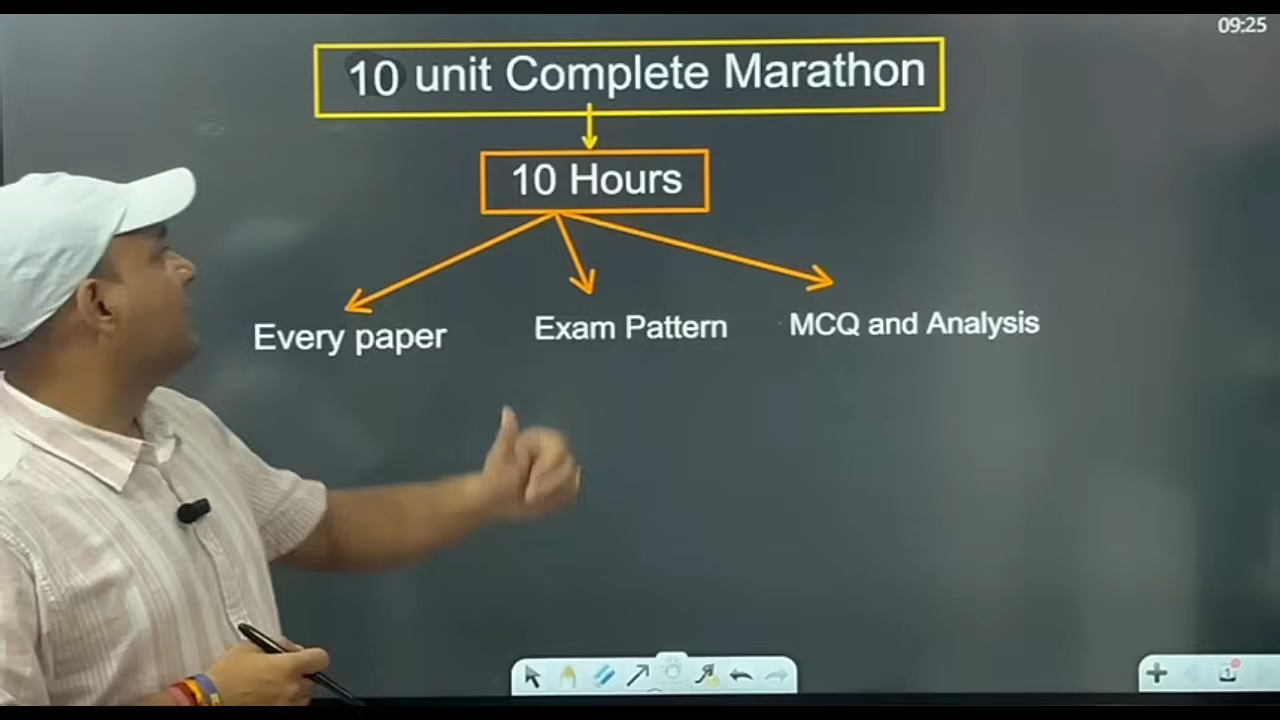 09:25
10 unit Complete Marathon
10 Hours
Every paper
Exam Pattern
MCQ and Analysis